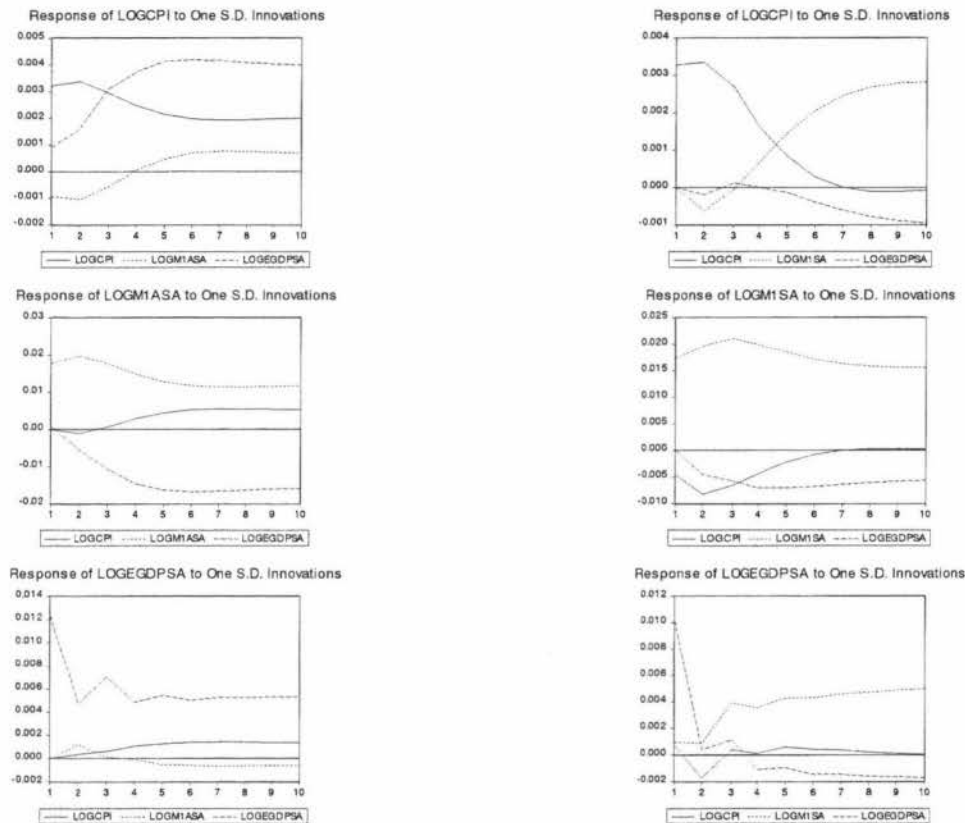 Response of LOGCPI to One S.D. Innovations
0.005
0.004
0.003
0.002
0.001
0.000
-0.001
-0.002
1 2 3 4 5 6 7 8 9 10
LOGCPI LOGM1ASA LOGEGDPSA
Response of LOGCPI to One S.D. Innovations
0.004
0.003
0.002
0.001
0.000
-0.001
1 2 3 4 5 6 7 8 9 10
LOGCPI LOGM1SA LOGEGDPSA
Response of LOGM1ASA to One S.D. Innovations
0.03
0.02
0.01
0.00
-0.01
-0.02
1 2 3 4 5 6 7 8 9 10
LOGCPI LOGM1ASA LOGEGDPSA
Response of LOGM1SA to One S.D. Innovations
0.025
0.020
0.015
0.010
0.005
0.000
-0.005
-0.010
1 2 3 4 5 6 7 8 9 10
LOGCPI LOGM1SA LOGEGDPSA
Response of LOGEGDPSA to One S.D. Innovations
0.014
0.012
0.010
0.008
0.006
0.004
0.002
0.000
-0.002
1 2 3 4 5 6 7 8 9 10
LOGCPI LOGM1ASA LOGEGDPSA
Response of LOGEGDPSA to One S.D. Innovations
0.012
0.010
0.008
0.006
0.004
0.002
0.000
-0.002
1 2 3 4 5 6 7 8 9 10
LOGCPI LOGM1SA LOGEGDPSA